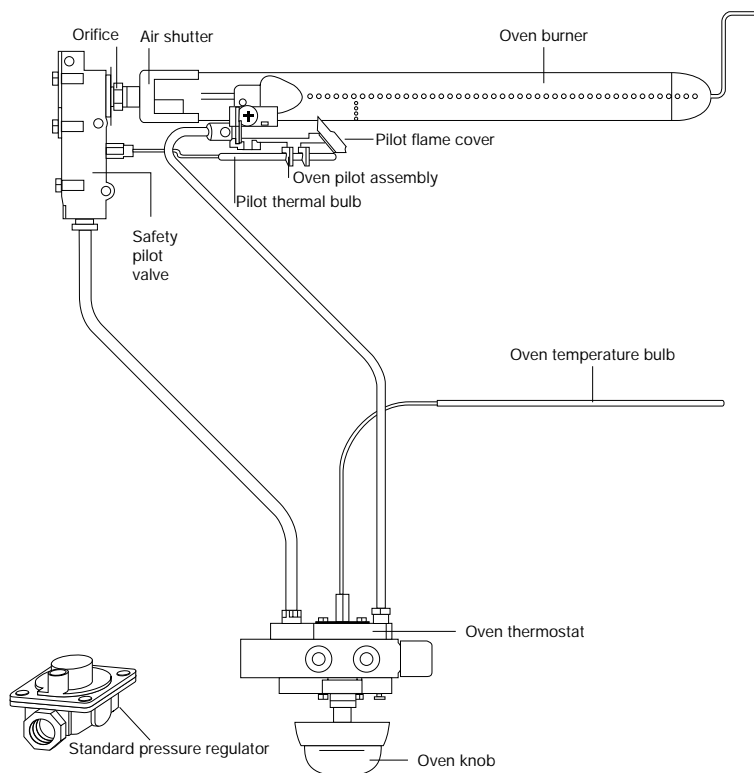 Orifice
Air shutter
Oven burner
Pilot flame cover
Oven pilot assembly
Pilot thermal bulb
Safety
pilot
valve
Oven temperature bulb
Oven thermostat
Standard pressure regulator
Oven knob